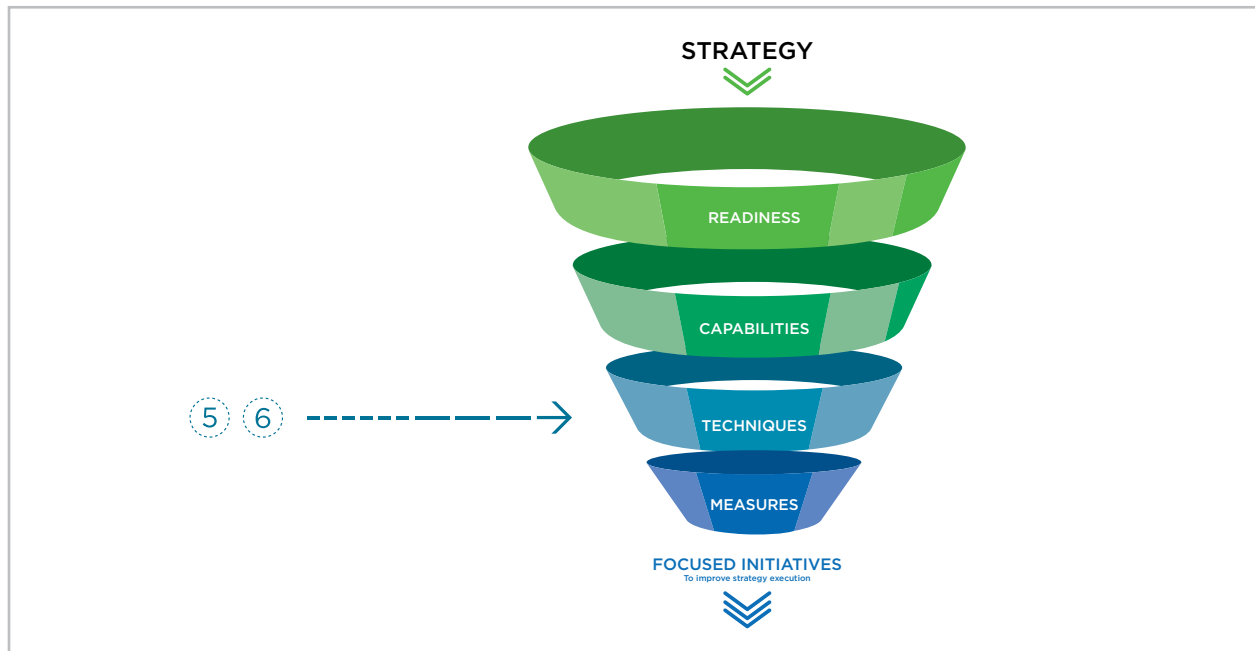 STRATEGY
READINESS
CAPABILITIES
5 6
TECHNIQUES
MEASURES
FOCUSED INITIATIVES
To improve strategy execution